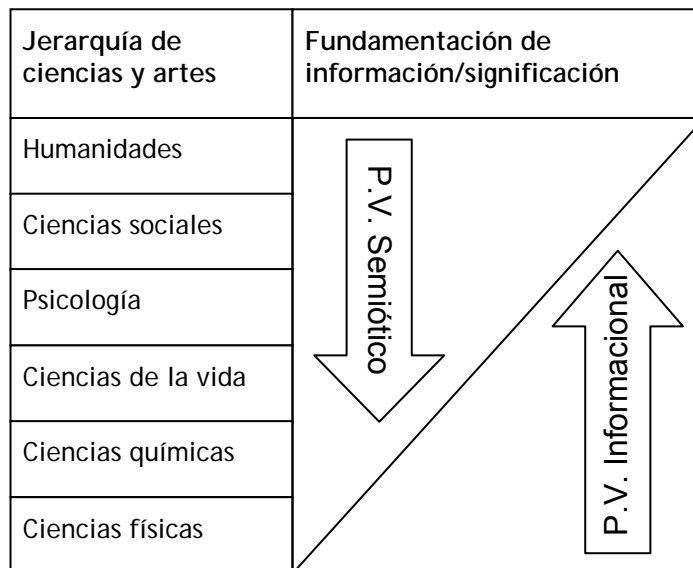 Jerarquía de
ciencias y artes
Fundamentación de
información/significación
Humanidades
Ciencias sociales
Psicología
Ciencias de la vida
Ciencias químicas
Ciencias físicas
P.V. Semiótico
P.V. Informacional